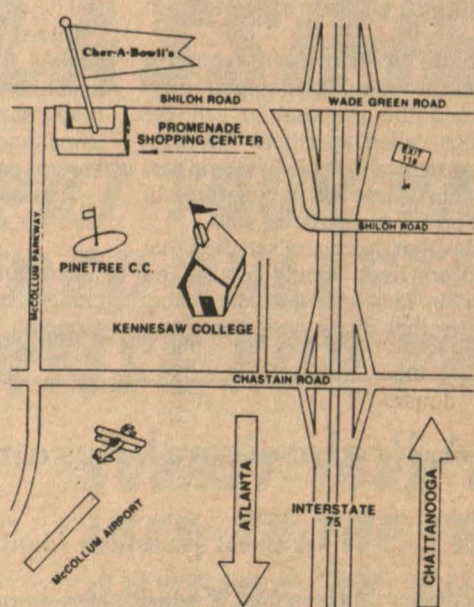 Cher-A-Bowll's
SHILOH ROAD
WADE GREEN ROAD
PROMENADE
SHOPPING CENTER
EXIT
118
SHILOH ROAD
McCOLLUM PARKWAY
PINETREE C.C.
KENNESAW COLLEGE
CHASTAIN ROAD
McCOLLUM AIRPORT
ATLANTA
INTERSTATE
75
CHATTANOOGA